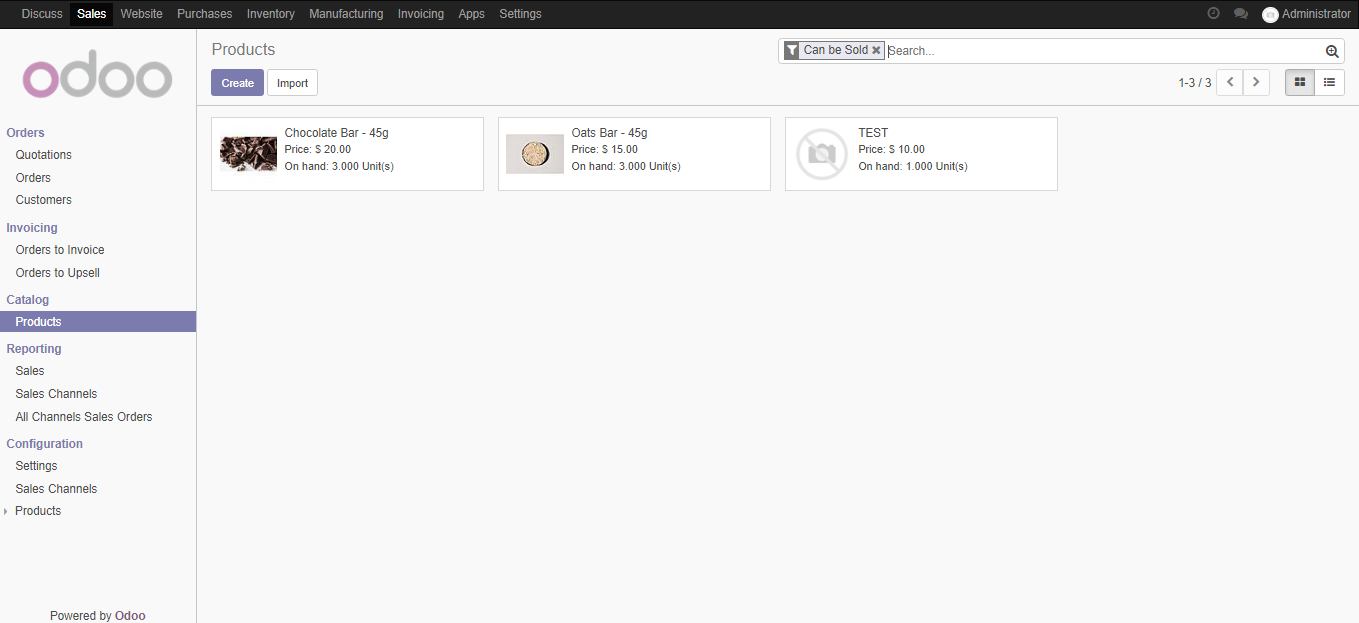 Discuss Sales Website Purchases Inventory Manufacturing Invoicing Apps Settings Administrator
odoo
Products
Can be Sold Search...
Create Import
1-3 / 3
Orders
Quotations
Orders
Customers
Invoicing
Orders to Invoice
Orders to Upsell
Catalog
Products
Reporting
Sales
Sales Channels
All Channels Sales Orders
Configuration
Settings
Sales Channels
Products
Powered by Odoo
Chocolate Bar - 45g
Price: $ 20.00
On hand: 3.000 Unit(s)
Oats Bar - 45g
Price: $ 15.00
On hand: 3.000 Unit(s)
TEST
Price: $ 10.00
On hand: 1.000 Unit(s)